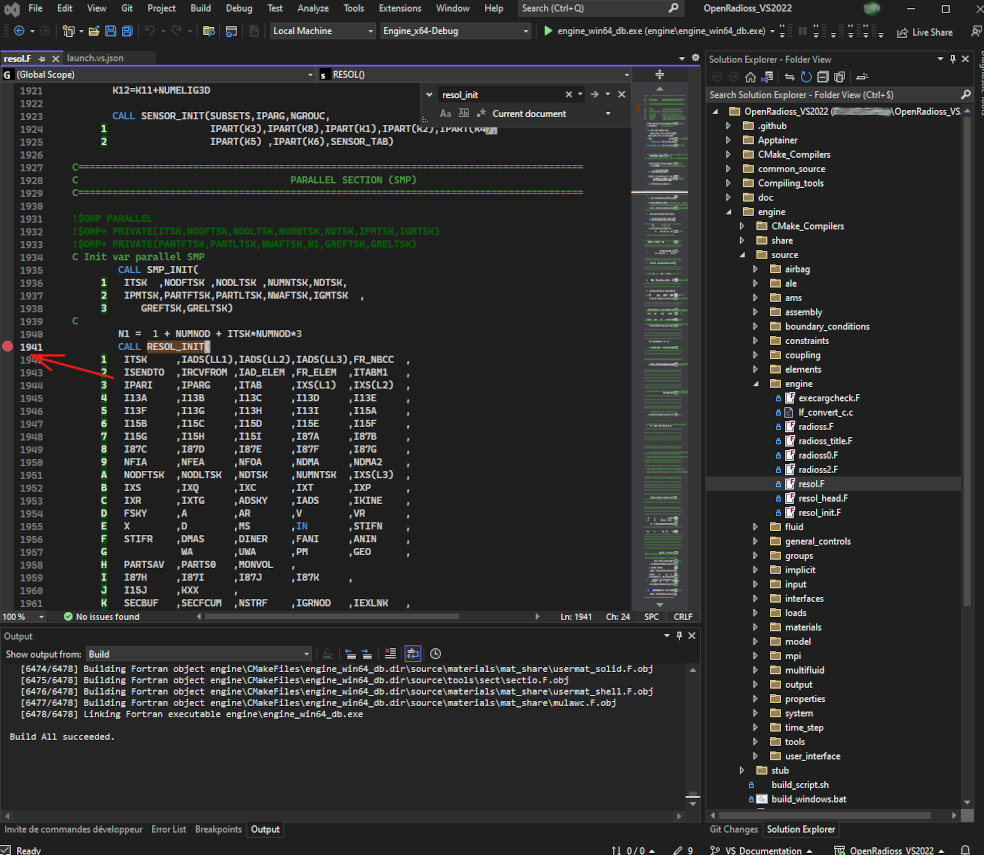 File Edit View Git Project Build Debug Test Analyze Tools Extensions Window Help Search (Ctrl+Q) OpenRadioss_VS2022
Local Machine Engine_x64-Debug engine_win64_db.exe (engine\engine_win64_db.exe) Live Share
resol.F launch.vs.json
(Global Scope) RESOL()
resol_init
Aa Ab Current document
1921 K12=K11+NUMELIG3D
1922
1923 CALL SENSOR_INIT(SUBSETS,IPARG,NGROUC,
1924 1 IPART(K3),IPART(K8),IPART(K1),IPART(K2),IPART(K4),
1925 2 IPART(K5) ,IPART(K6),SENSOR_TAB)
1926
1927 C=======================================================================================
1928 C PARALLEL SECTION (SMP)
1929 C=======================================================================================
1930
1931 !$OMP PARALLEL
1932 !$OMP+ PRIVATE(ITSK,NODFTSK,NODLTSK,NUMNTSK,NDTSK,IPMTSK,IGMTSK)
1933 !$OMP+ PRIVATE(PARTFTSK,PARTLTSK,NWAFTSK,N1,GREFTSK,GRELTSK)
1934 C Init var parallel SMP
1935 CALL SMP_INIT(
1936 1 ITSK ,NODFTSK ,NODLTSK ,NUMNTSK,NDTSK,
1937 2 IPMTSK,PARTFTSK,PARTLTSK,NWAFTSK,IGMTSK ,
1938 3 GREFTSK,GRELTSK)
1939 C
1940 N1 = 1 + NUMNOD + ITSK*NUMNOD*3
1941 CALL RESOL_INIT(
1942 1 ITSK ,IADS(LL1),IADS(LL2),IADS(LL3),FR_NBCC ,
1943 2 ISENDTO ,IRCVFROM ,IAD_ELEM ,FR_ELEM ,ITABM1 ,
1944 3 IPARI ,IPARG ,ITAB ,IXS(L1) ,IXS(L2) ,
1945 4 I13A ,I13B ,I13C ,I13D ,I13E ,
1946 5 I13F ,I13G ,I13H ,I13I ,I15A ,
1947 6 I15B ,I15C ,I15D ,I15E ,I15F ,
1948 7 I15G ,I15H ,I15I ,I87A ,I87B ,
1949 8 I87C ,I87D ,I87E ,I87F ,I87G ,
1950 9 NFIA ,NFEA ,NFOA ,NDMA ,NDMA2 ,
1951 A NODFTSK ,NODLTSK ,NDTSK ,NUMNTSK ,IXS(L3) ,
1952 B IXS ,IXQ ,IXC ,IXT ,IXP ,
1953 C IXR ,IXTG ,ADSKY ,IADS ,IKINE ,
1954 D FSKY ,A ,AR ,V ,VR ,
1955 E X ,D ,MS ,IN ,STIFN ,
1956 F STIFR ,DMAS ,DINER ,FANI ,ANIN ,
1957 G WA ,UWA ,PM ,GEO ,
1958 H PARTSAV ,PARTS0 ,MONVOL ,
1959 I I87H ,I87I ,I87J ,I87K ,
1960 J I15J ,KXX ,
1961 K SECBUF ,SECFCUM ,NSTRF ,IGRNOD ,IEXLNK ,
100 % No issues found Ln: 1941 Ch: 24 SPC CRLF
Output
Show output from: Build
[6474/6478] Building Fortran object engine\CMakeFiles\engine_win64_db.dir\source\materials\mat_share\usermat_solid.F.obj
[6475/6478] Building Fortran object engine\CMakeFiles\engine_win64_db.dir\source\tools\sect\sectio.F.obj
[6476/6478] Building Fortran object engine\CMakeFiles\engine_win64_db.dir\source\materials\mat_share\usermat_shell.F.obj
[6477/6478] Building Fortran object engine\CMakeFiles\engine_win64_db.dir\source\materials\mat_share\mulawc.F.obj
[6478/6478] Linking Fortran executable engine\engine_win64_db.exe
Build All succeeded.
Invite de commandes développeur Error List Breakpoints Output
Solution Explorer - Folder View
Search Solution Explorer - Folder View (Ctrl+$)
OpenRadioss_VS2022 \OpenRadioss_VS
.github
Apptainer
CMake_Compilers
common_source
Compiling_tools
doc
engine
CMake_Compilers
share
source
airbag
ale
ams
assembly
boundary_conditions
constraints
coupling
elements
engine
execargcheck.F
lf_convert_c.c
radioss.F
radioss_title.F
radioss0.F
radioss2.F
resol.F
resol_head.F
resol_init.F
fluid
general_controls
groups
implicit
input
interfaces
loads
materials
model
mpi
multifluid
output
properties
system
time_step
tools
user_interface
stub
build_script.sh
build_windows.bat
Git Changes Solution Explorer
Ready 0 / 0 9 VS_Documentation OpenRadioss_VS2022